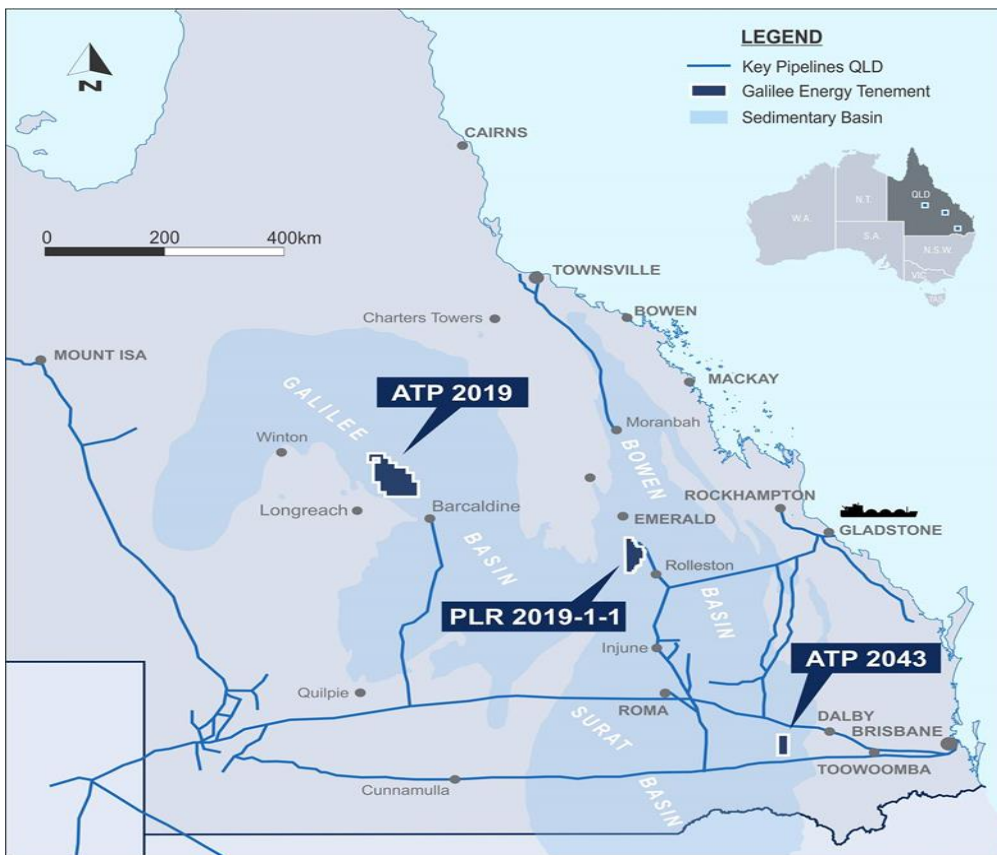 LEGEND
Key Pipelines QLD
Galilee Energy Tenement
Sedimentary Basin
N
CAIRNS
0 200 400km
W.A.
N.T.
QLD
S.A.
N.S.W.
VIC
TOWNSVILLE
Charters Towers
BOWEN
MOUNT ISA
MACKAY
GALILEE
BASIN
ATP 2019
Winton
Moranbah
BOWEN
BASIN
Longreach
Barcaldine
ROCKHAMPTON
EMERALD
GLADSTONE
Rolleston
PLR 2019-1-1
Injune
ATP 2043
Quilpie
ROMA
SURAT
BASIN
DALBY
BRISBANE
TOOWOOMBA
Cunnamulla